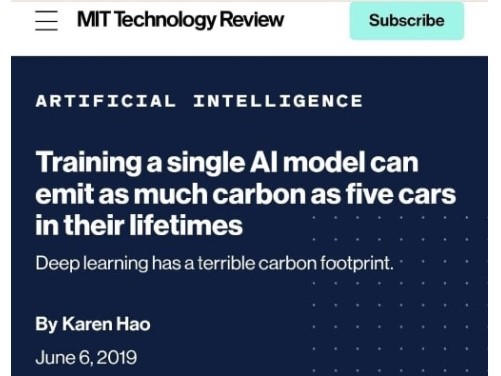 MIT Technology Review
Subscribe
ARTIFICIAL INTELLIGENCE
Training a single AI model can
emit as much carbon as five cars
in their lifetimes
Deep learning has a terrible carbon footprint.
By Karen Hao
June 6, 2019